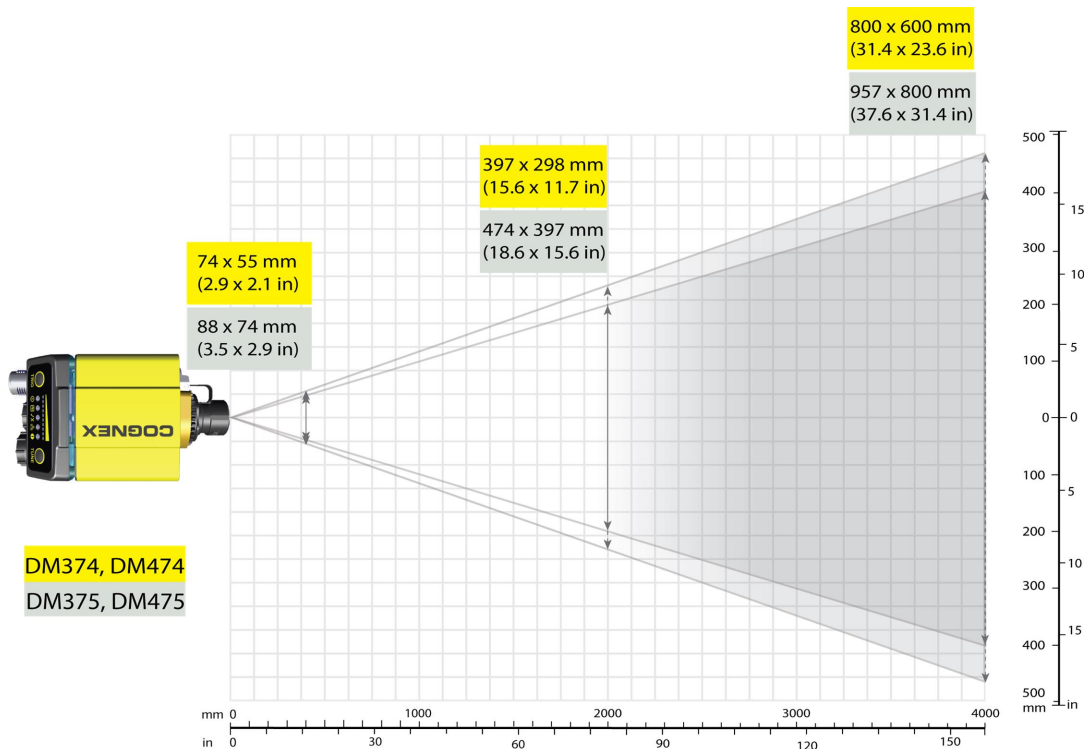 800 x 600 mm
(31.4 x 23.6 in)
957 x 800 mm
(37.6 x 31.4 in)
397 x 298 mm
(15.6 x 11.7 in)
474 x 397 mm
(18.6 x 15.6 in)
74 x 55 mm
(2.9 x 2.1 in)
88 x 74 mm
(3.5 x 2.9 in)
TRIG
COGNEX
TUNE
DM374, DM474
DM375, DM475
500
400
300
200
100
0
100
200
300
400
500
mm
15
10
5
0
5
10
15
in
mm 0 1000 2000 3000 4000
in 0 30 60 90 120 150